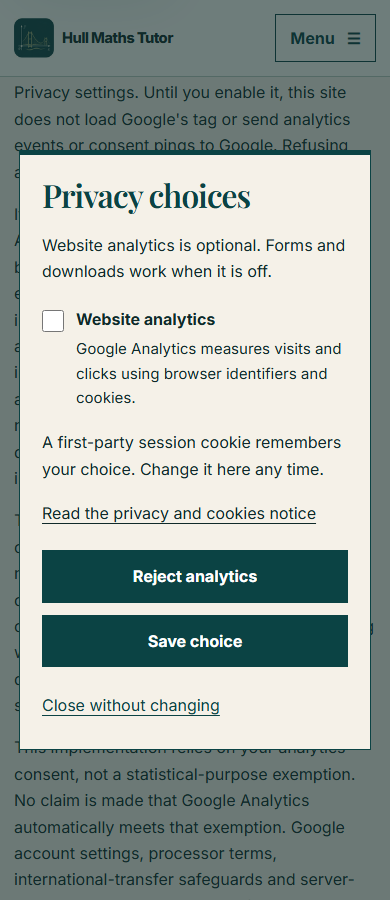 Hull Maths Tutor
Menu
Privacy settings. Until you enable it, this site
does not load Google's tag or send analytics
events or consent pings to Google. Refusing
Privacy choices
Website analytics is optional. Forms and
downloads work when it is off.
Website analytics
Google Analytics measures visits and
clicks using browser identifiers and
cookies.
A first-party session cookie remembers
your choice. Change it here any time.
Read the privacy and cookies notice
Reject analytics
Save choice
Close without changing
This implementation relies on your analytics
consent, not a statistical-purpose exemption.
No claim is made that Google Analytics
automatically meets that exemption. Google
account settings, processor terms,
international-transfer safeguards and server-